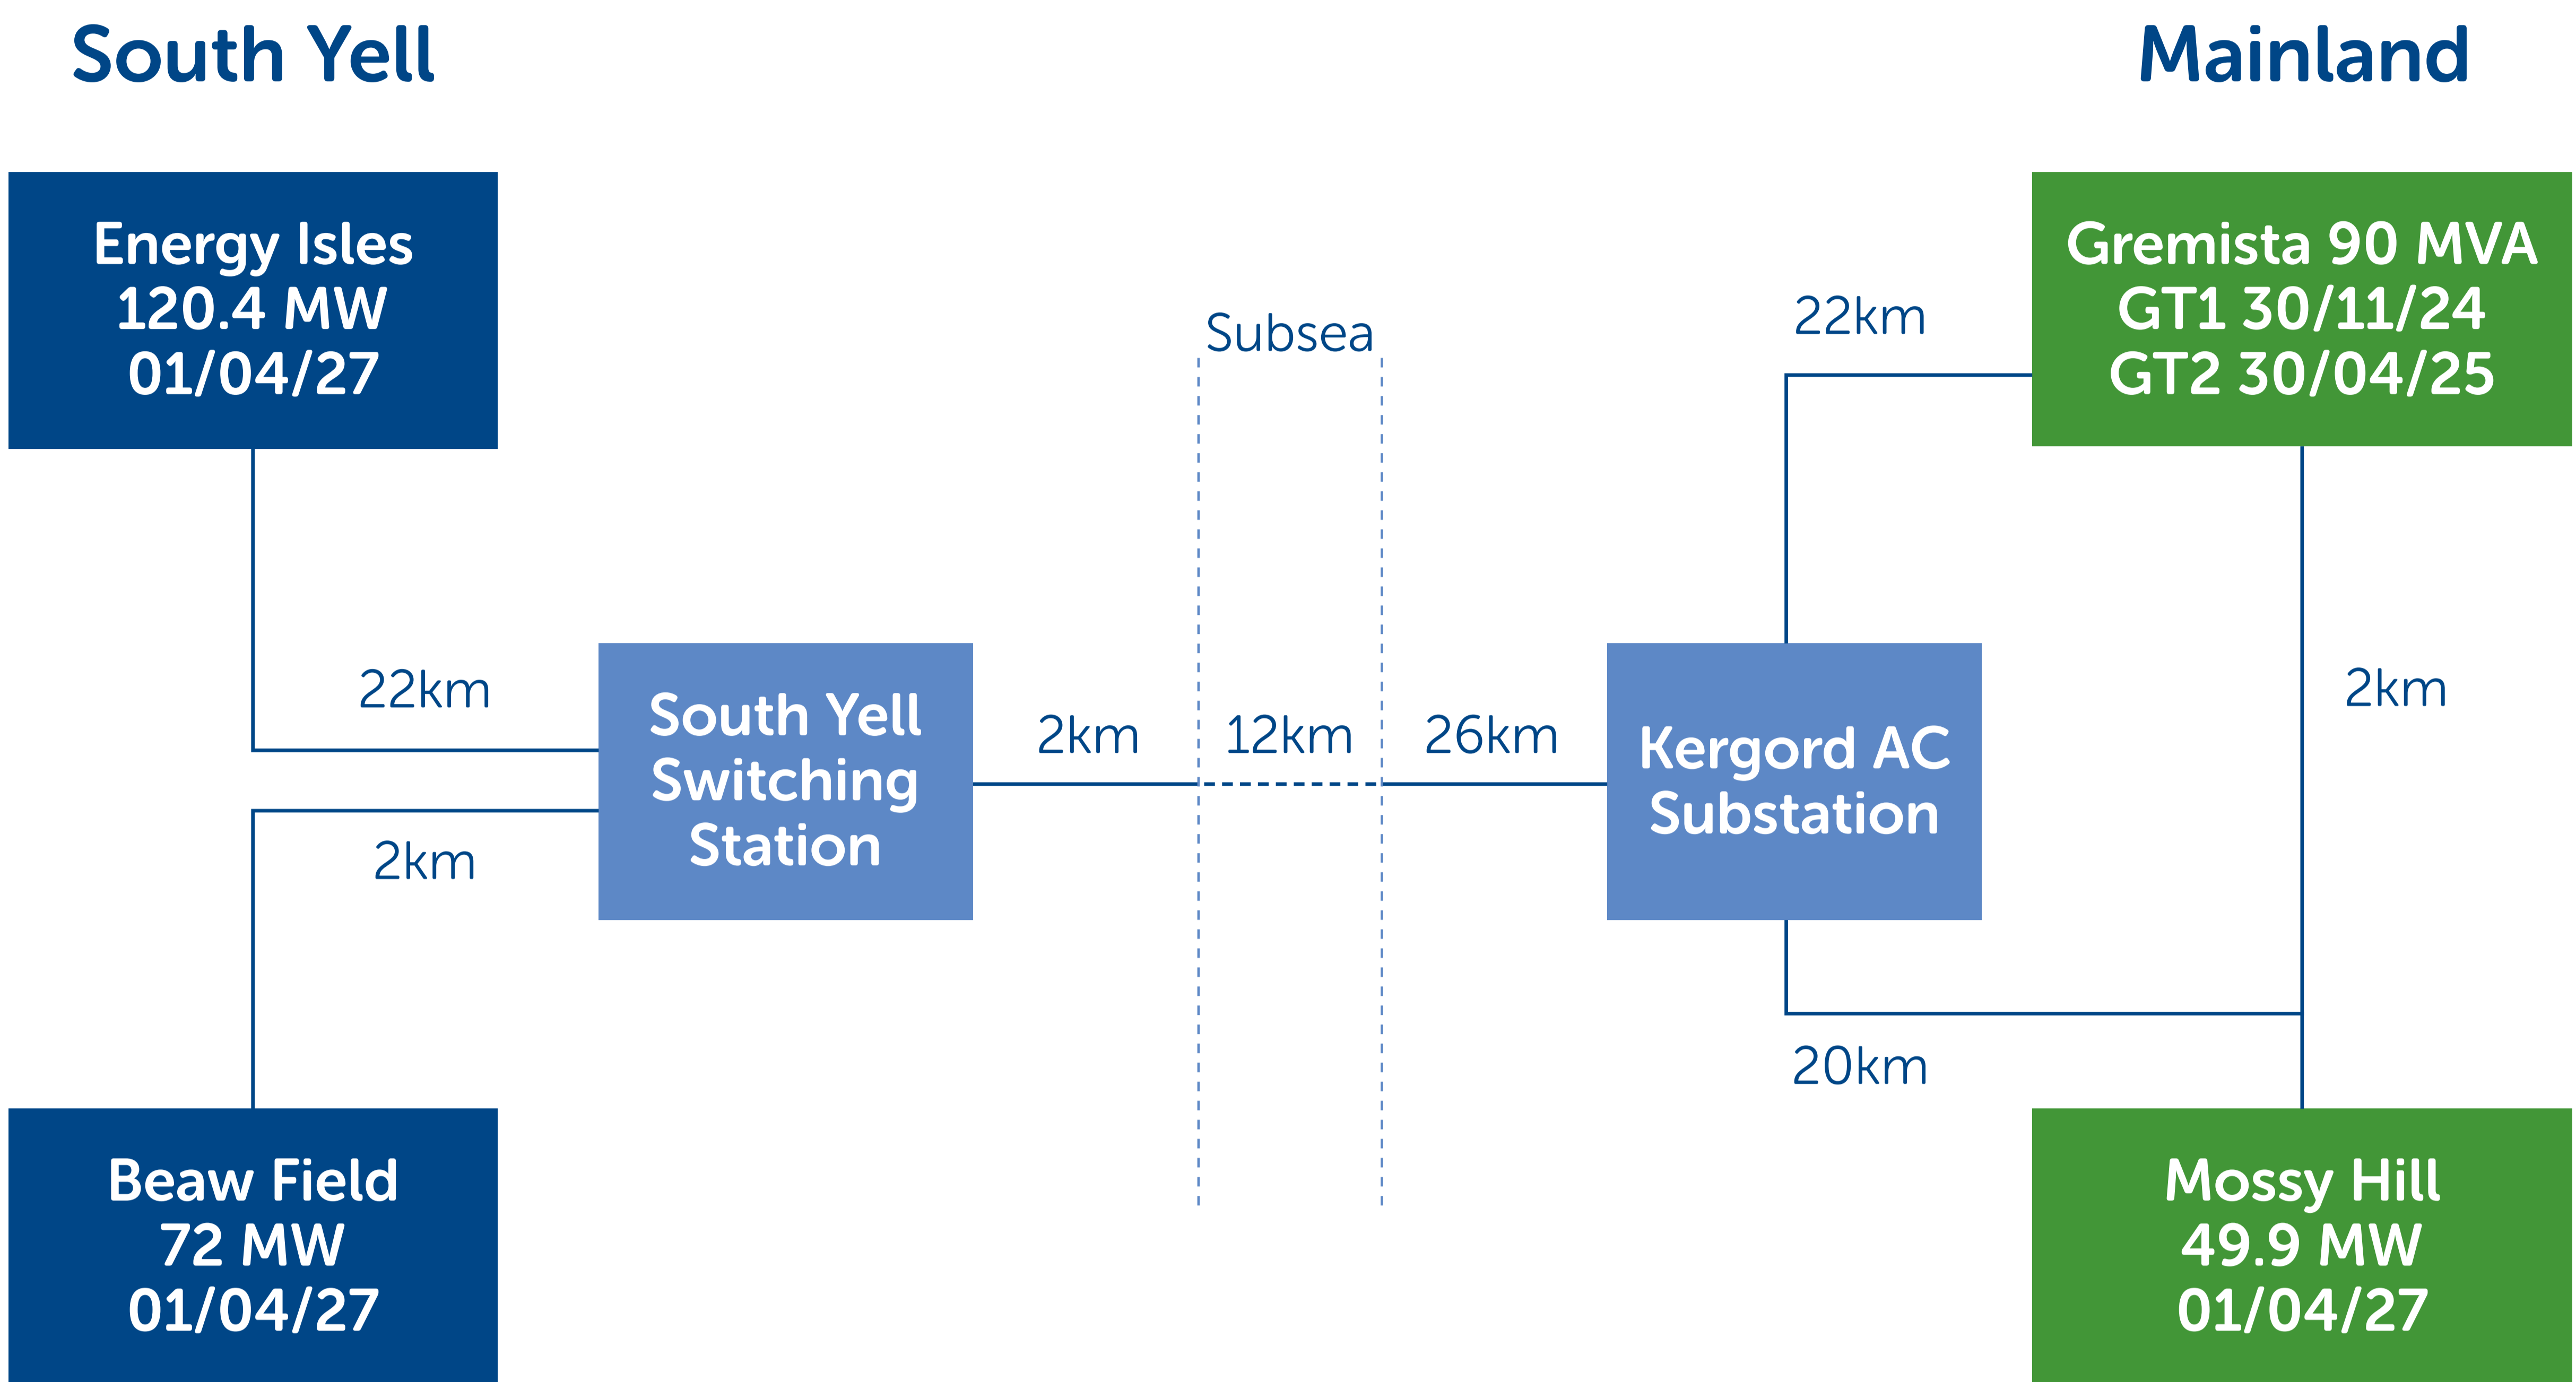 South Yell
Mainland
Energy Isles
120.4 MW
01/04/27
Gremista 90 MVA
GT1 30/11/24
GT2 30/04/25
Subsea
22km
22km
2km
South Yell
Switching
Station
2km
12km
26km
Kergord AC
Substation
2km
20km
Beaw Field
72 MW
01/04/27
Mossy Hill
49.9 MW
01/04/27